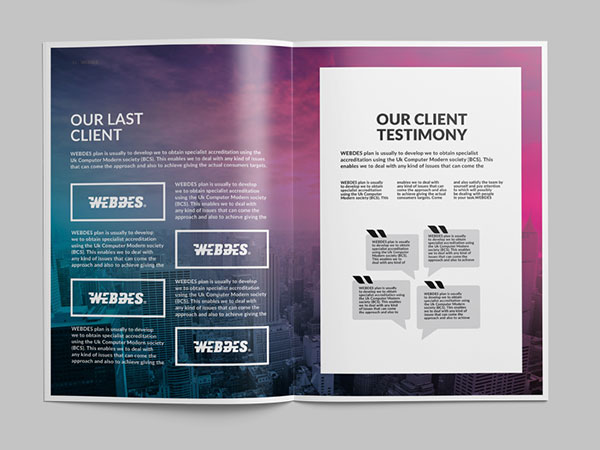 WEBDES
OUR LAST
CLIENT
WEBDES plan is usually to develop we to obtain specialist accreditation using the
Uk Computer Modern society (BCS). This enables we to deal with any kind of issues
that can come the approach and also to achieve giving the actual consumers targets.
WEBDES®
WEBDES plan is usually to develop
we to obtain specialist accreditation
using the Uk Computer Modern society
(BCS). This enables we to deal with
any kind of issues that can come the
approach and also to achieve giving the
WEBDES plan is usually to develop
we to obtain specialist accreditation
using the Uk Computer Modern society
(BCS). This enables we to deal with
any kind of issues that can come the
approach and also to achieve giving the
WEBDES®
WEBDES®
WEBDES plan is usually to develop
we to obtain specialist accreditation
using the Uk Computer Modern society
(BCS). This enables we to deal with
any kind of issues that can come the
approach and also to achieve giving the
WEBDES plan is usually to develop
we to obtain specialist accreditation
using the Uk Computer Modern society
(BCS). This enables we to deal with
any kind of issues that can come the
approach and also to achieve giving the
WEBDES®
OUR CLIENT
TESTIMONY
WEBDES plan is usually to develop we to obtain specialist
accreditation using the Uk Computer Modern society (BCS). This
enables we to deal with any kind of issues that can come the
WEBDES plan is usually
to develop we to obtain
specialist accreditation
using the Uk Computer
Modern society (BCS). This
enables we to deal with
any kind of issues that can
come the approach and also
to achieve giving the actual
consumers targets. Come
and also satisfy the team by
yourself and pay attention
to which will possibly
be dealing with people
in your task.WEBDES
WEBDES plan is usually
to develop we to obtain
specialist accreditation
using the Uk Computer
Modern society (BCS).
This enables we to deal
with any kind of
WEBDES plan is usually
to develop we to obtain
specialist accreditation
using the Uk Computer
Modern society (BCS). This
enables we to deal with
any kind of issues that can
come the approach
and also to achieve
WEBDES plan is usually
to develop we to obtain
specialist accreditation using
the Uk Computer Modern
society (BCS). This enables
we to deal with any kind
of issues that can come
the approach and also to
WEBDES plan is usually
to develop we to obtain
specialist accreditation using
the Uk Computer Modern
society (BCS). This enables
we to deal with any kind of
issues that can come the
approach and also to achieve